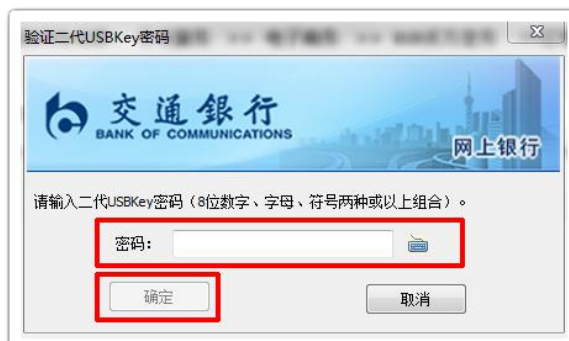 验证二代USBKey密码
交通銀行
BANK OF COMMUNICATIONS
网上银行
请输入二代USBKey密码（8位数字、字母、符号两种或以上组合）。
密码：
确定
取消